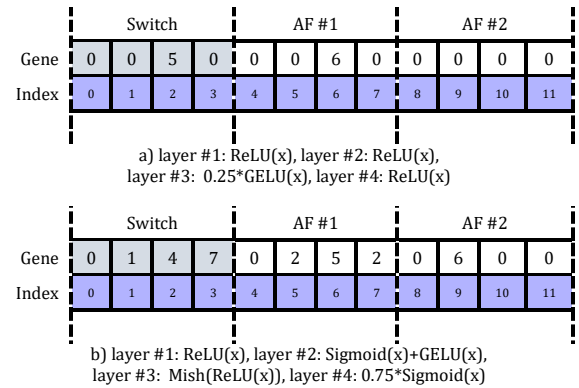 Switch AF #1 AF #2
Gene 0 0 5 0 0 0 6 0 0 0 0 0
Index 0 1 2 3 4 5 6 7 8 9 10 11
a) layer #1: ReLU(x), layer #2: ReLU(x),
layer #3: 0.25*GELU(x), layer #4: ReLU(x)
Switch AF #1 AF #2
Gene 0 1 4 7 0 2 5 2 0 6 0 0
Index 0 1 2 3 4 5 6 7 8 9 10 11
b) layer #1: ReLU(x), layer #2: Sigmoid(x)+GELU(x),
layer #3: Mish(ReLU(x)), layer #4: 0.75*Sigmoid(x)